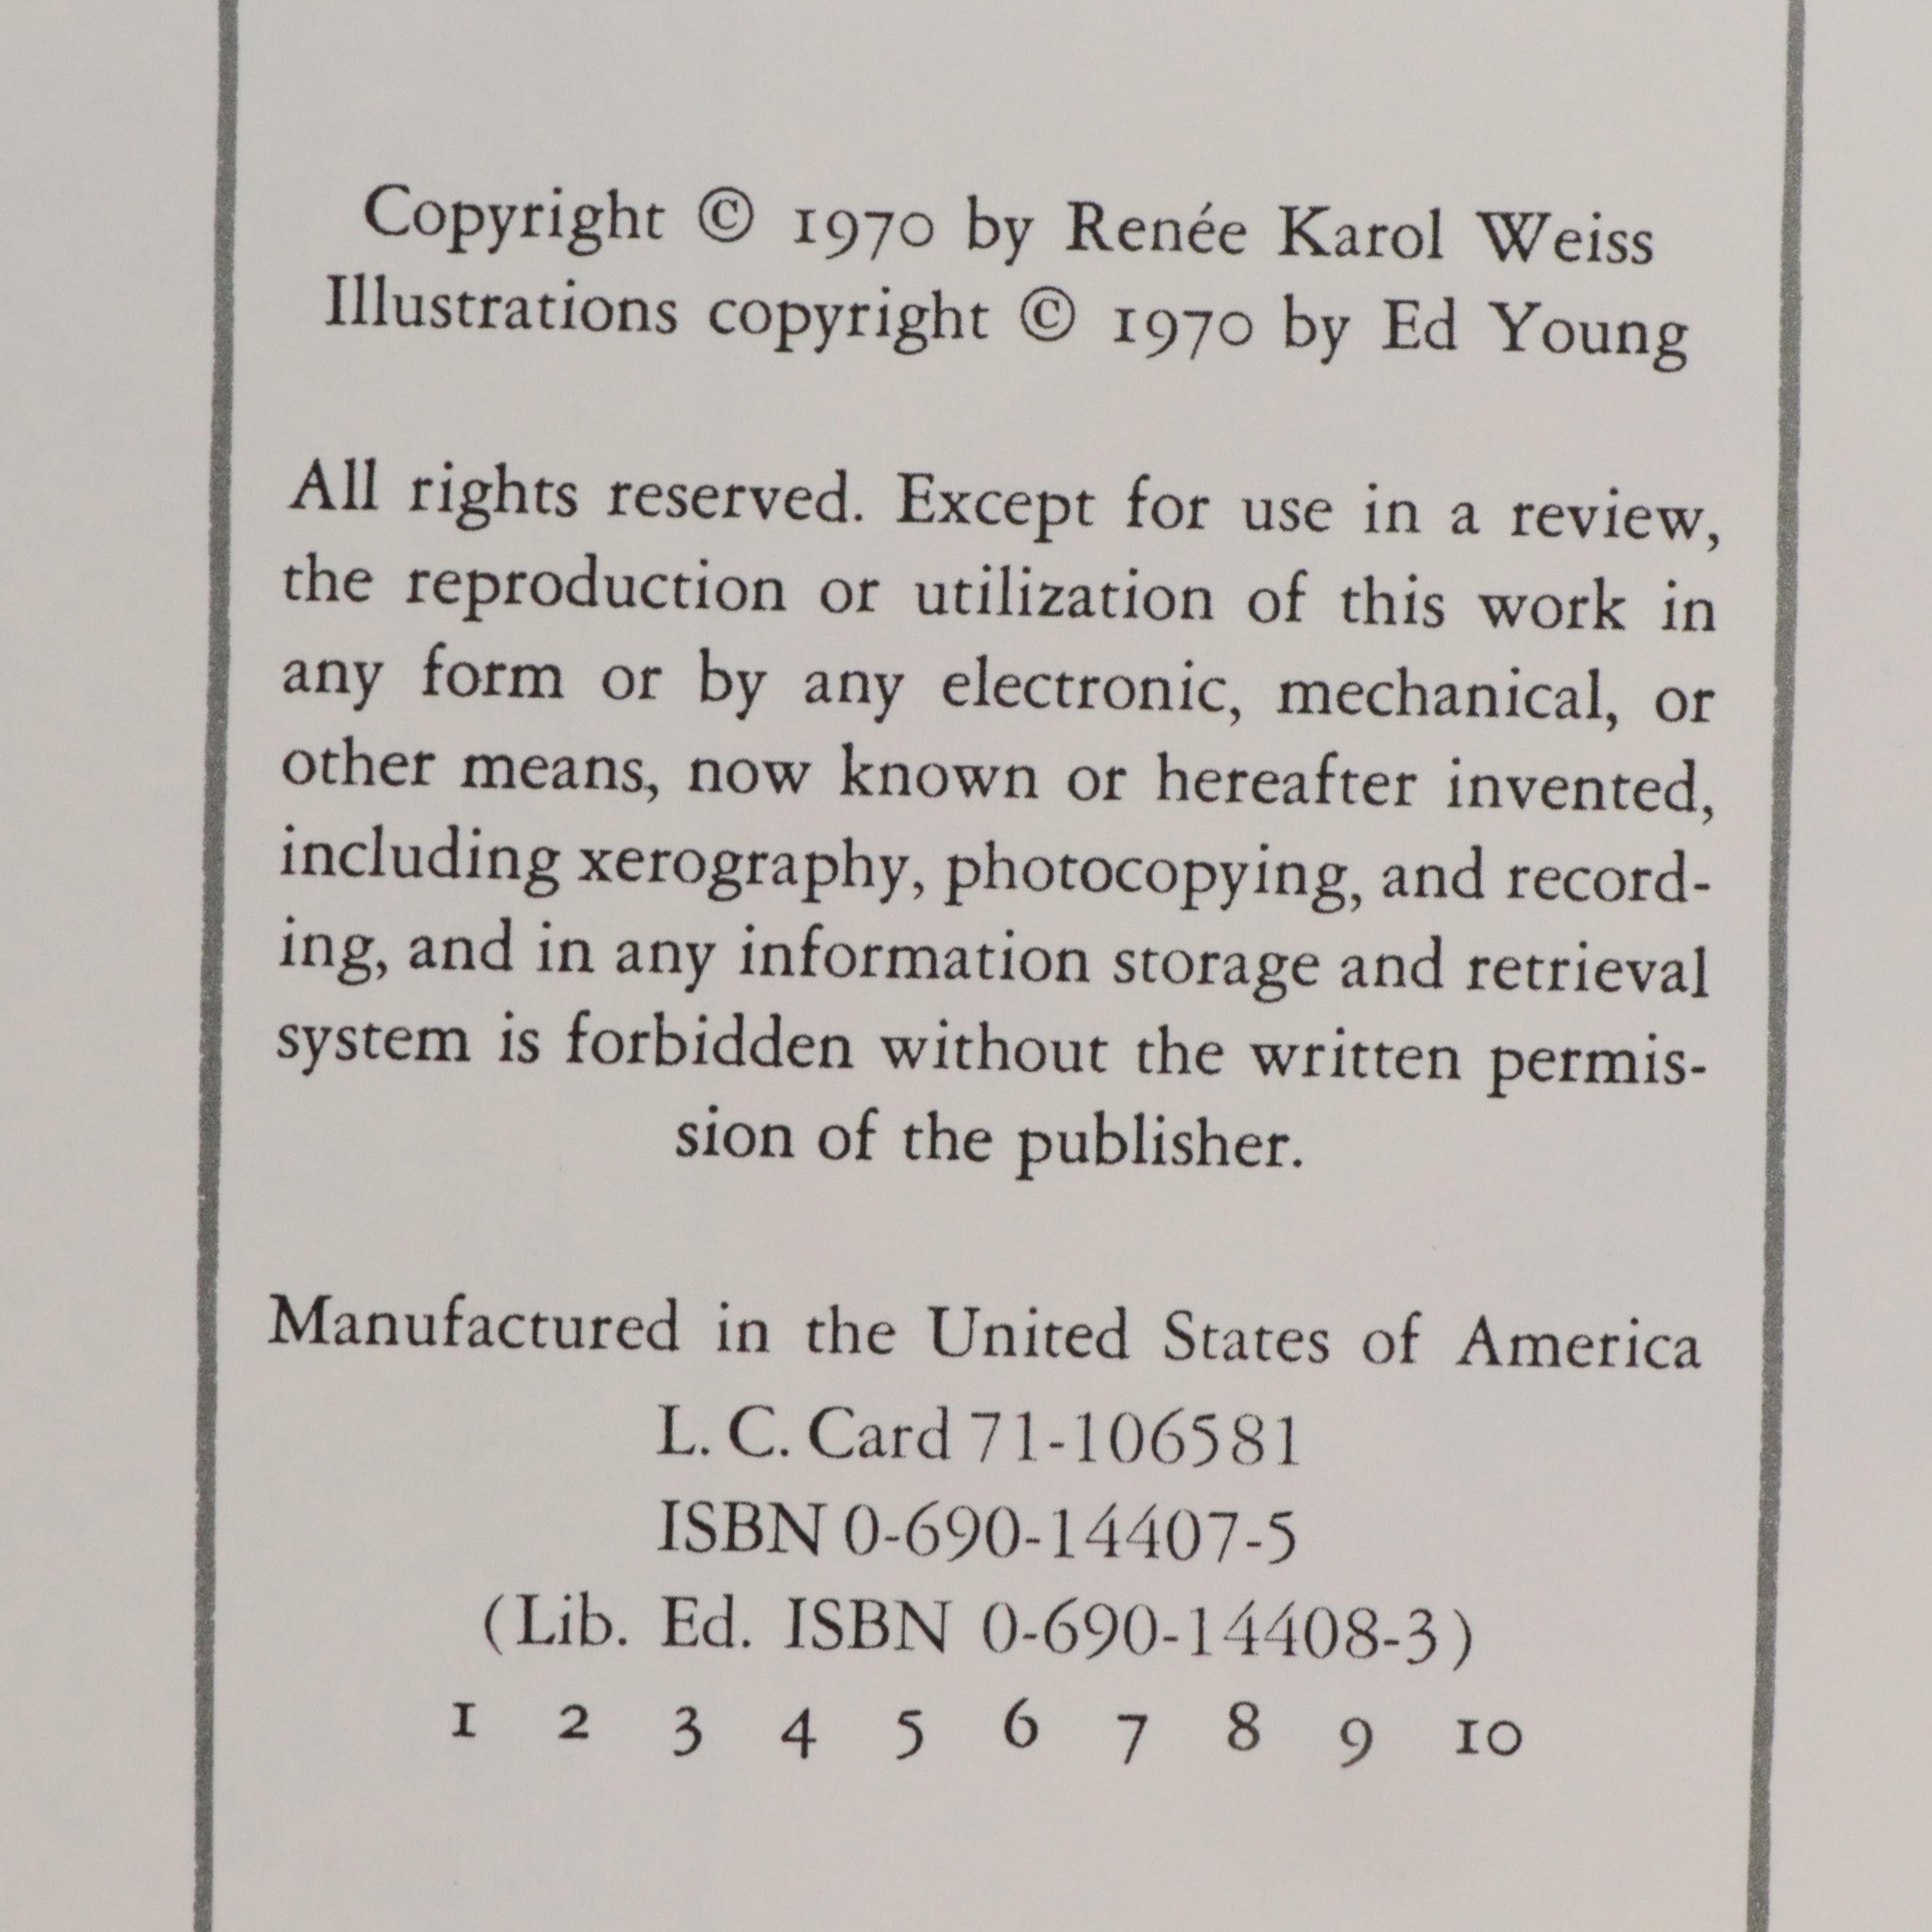 Copyright © 1970 by Renée Karol Weiss
Illustrations copyright © 1970 by Ed Young
All rights reserved. Except for use in a review,
the reproduction or utilization of this work in
any form or by any electronic, mechanical, or
other means, now known or hereafter invented,
including xerography, photocopying, and record-
ing, and in any information storage and retrieval
system is forbidden without the written permis-
sion of the publisher.
Manufactured in the United States of America
L. C. Card 71-106581
ISBN 0-690-14407-5
(Lib. Ed. ISBN 0-690-14408-3)
1 2 3 4 5 6 7 8 9 10